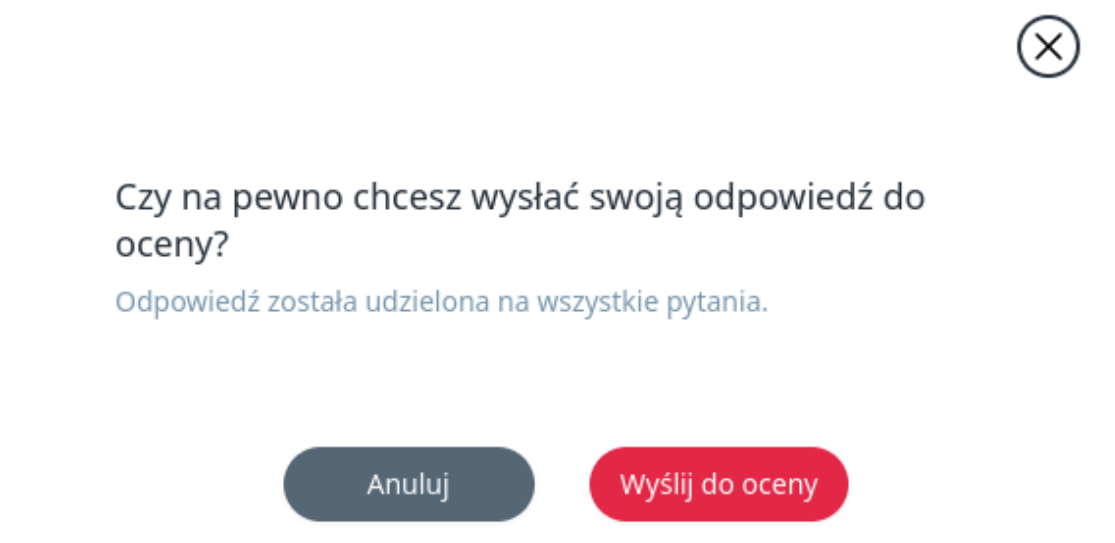 Czy na pewno chcesz wysłać swoją odpowiedź do
oceny?
Odpowiedź została udzielona na wszystkie pytania.
Anuluj
Wyślij do oceny